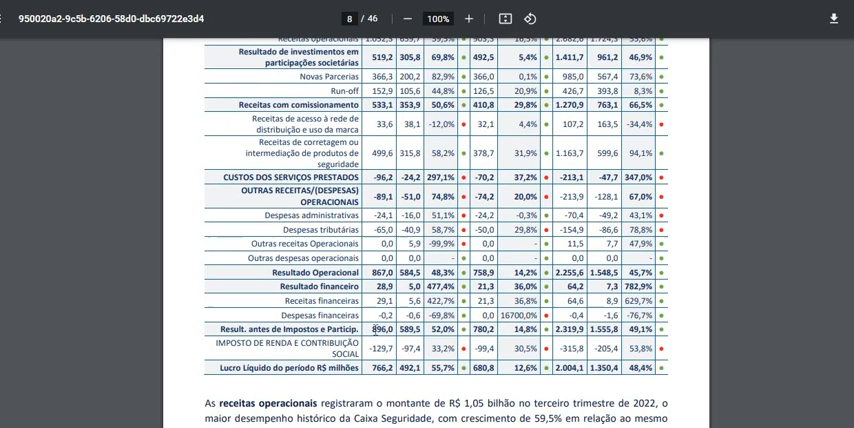 950020a2-9c5b-6206-58d0-dbc69722e3d4 8 / 46 100%
Receitas Operacionais 1.052,3 659,7 59,5% 903,3 16,5% 2.682,6 1.724,3 55,6%
Resultado de investimentos em
participações societárias 519,2 305,8 69,8% 492,5 5,4% 1.411,7 961,2 46,9%
Novas Parcerias 366,3 200,2 82,9% 366,0 0,1% 985,0 567,4 73,6%
Run-off 152,9 105,6 44,8% 126,5 20,9% 426,7 393,8 8,3%
Receitas com comissionamento 533,1 353,9 50,6% 410,8 29,8% 1.270,9 763,1 66,5%
Receitas de acesso à rede de
distribuição e uso da marca 33,6 38,1 -12,0% 32,1 4,4% 107,2 163,5 -34,4%
Receitas de corretagem ou
intermediação de produtos de
seguridade 499,6 315,8 58,2% 378,7 31,9% 1.163,7 599,6 94,1%
CUSTOS DOS SERVIÇOS PRESTADOS -96,2 -24,2 297,1% -70,2 37,2% -213,1 -47,7 347,0%
OUTRAS RECEITAS/(DESPESAS)
OPERACIONAIS -89,1 -51,0 74,8% -74,2 20,0% -213,9 -128,1 67,0%
Despesas administrativas -24,1 -16,0 51,1% -24,2 -0,3% -70,4 -49,2 43,1%
Despesas tributárias -65,0 -40,9 58,7% -50,0 29,8% -154,9 -86,6 78,8%
Outras receitas Operacionais 0,0 5,9 -99,9% 0,0 - 11,5 7,7 47,9%
Outras despesas operacionais 0,0 0,0 - 0,0 - 0,0 0,0 -
Resultado Operacional 867,0 584,5 48,3% 758,9 14,2% 2.255,6 1.548,5 45,7%
Resultado financeiro 28,9 5,0 477,4% 21,3 36,0% 64,2 7,3 782,9%
Receitas financeiras 29,1 5,6 422,7% 21,3 36,8% 64,6 8,9 629,7%
Despesas financeiras -0,2 -0,6 -69,8% 0,0 16700,0% -0,4 -1,6 -76,7%
Result. antes de Impostos e Particip. 896,0 589,5 52,0% 780,2 14,8% 2.319,9 1.555,8 49,1%
IMPOSTO DE RENDA E CONTRIBUIÇÃO
SOCIAL -129,7 -97,4 33,2% -99,4 30,5% -315,8 -205,4 53,8%
Lucro Líquido do período R$ milhões 766,2 492,1 55,7% 680,8 12,6% 2.004,1 1.350,4 48,4%
As receitas operacionais registraram o montante de R$ 1,05 bilhão no terceiro trimestre de 2022, o
maior desempenho histórico da Caixa Seguridade, com crescimento de 59,5% em relação ao mesmo